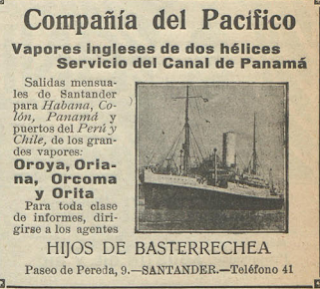 Compañía del Pacífico
Vapores ingleses de dos hélices
Servicio del Canal de Panamá
Salidas mensua-
les de Santander
para Habana, Co-
lón, Panamá y
puertos del Perú y
Chile, de los gran-
des vapores:
Oroya, Oria-
na, Orcoma
y Orita
Para toda clase
de informes, diri-
girse a los agentes
HIJOS DE BASTERRECHEA
Paseo de Pereda, 9.—SANTANDER.—Teléfono 41